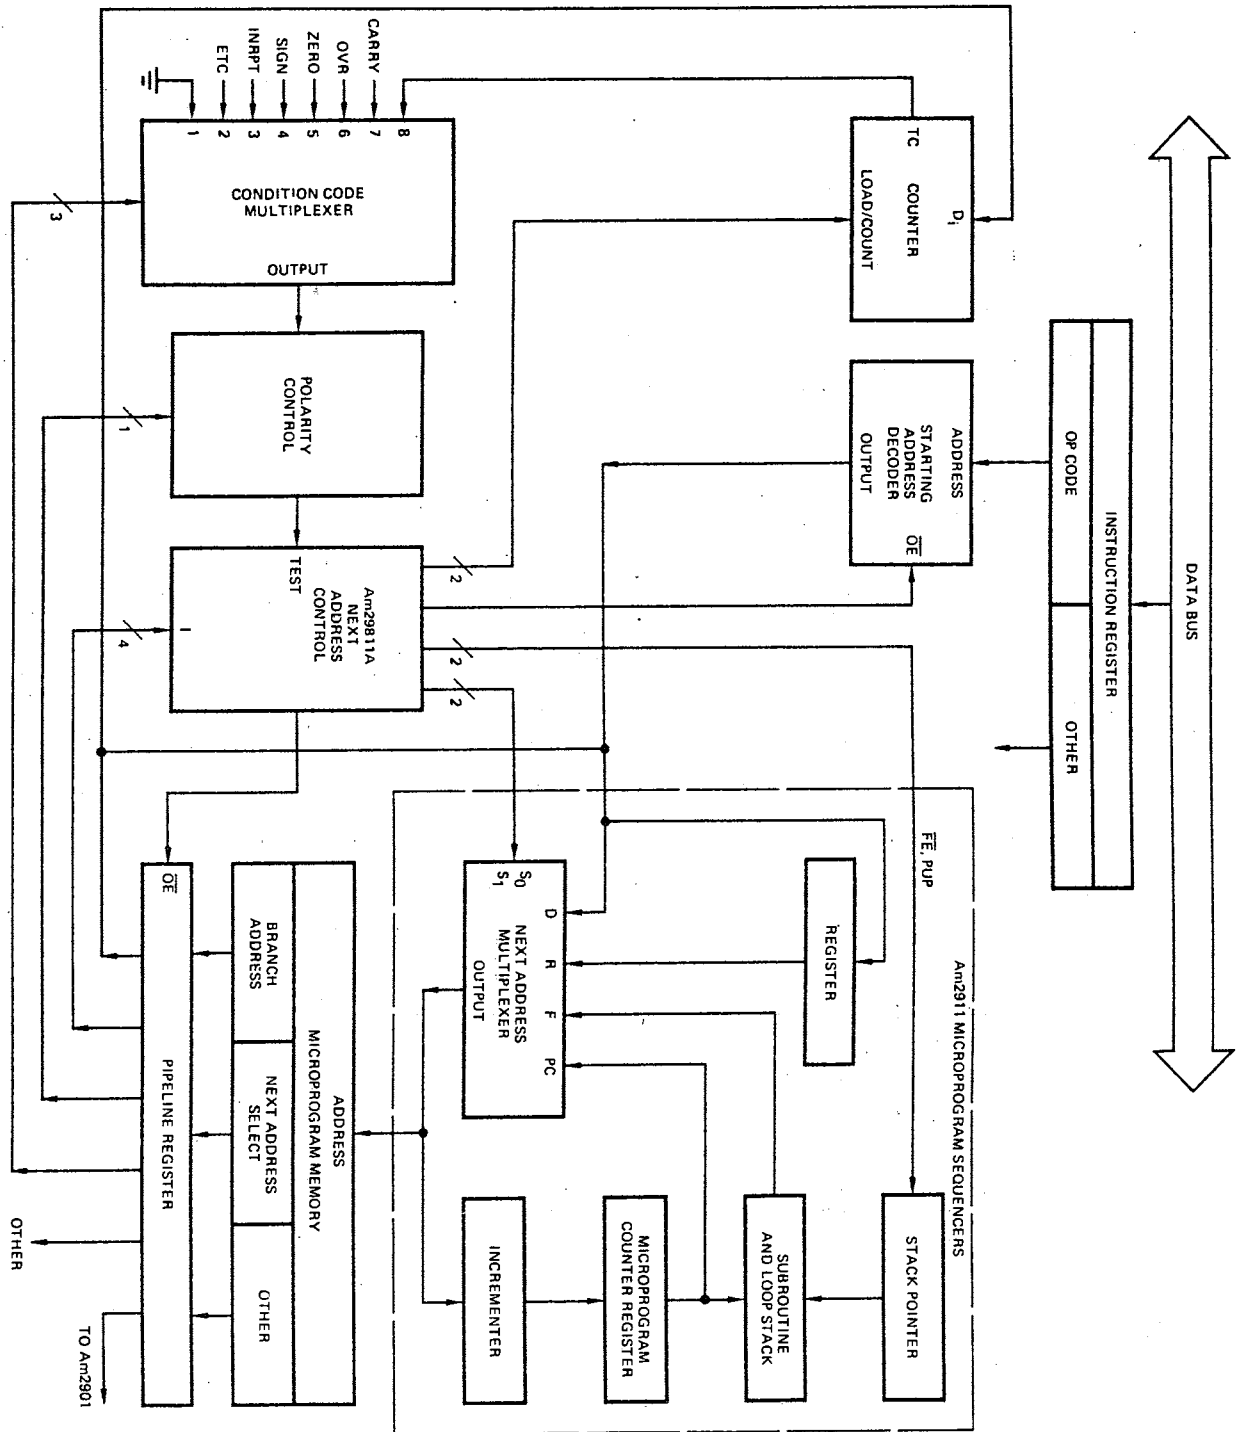 DATA BUS
INSTRUCTION REGISTER
OP CODE
OTHER
D_i
TC COUNTER
LOAD/COUNT
ADDRESS
STARTING
ADDRESS
DECODER
OUTPUT
OE
CARRY
OVR
ZERO
SIGN
INRPT
ETC
8
7
6
5
4
3
2
1
CONDITION CODE
MULTIPLEXER
OUTPUT
3
POLARITY
CONTROL
1
TEST
Am29811A
NEXT
ADDRESS
CONTROL
I
4
2
2
2
FE, PUP
Am2911 MICROPROGRAM SEQUENCERS
REGISTER
STACK POINTER
D
R
F
PC
S0
S1
NEXT ADDRESS
MULTIPLEXER
OUTPUT
SUBROUTINE
AND LOOP STACK
MICROPROGRAM
COUNTER REGISTER
INCREMENTER
ADDRESS
MICROPROGRAM MEMORY
BRANCH
ADDRESS
NEXT ADDRESS
SELECT
OTHER
OE
PIPELINE REGISTER
OTHER
TO Am2901